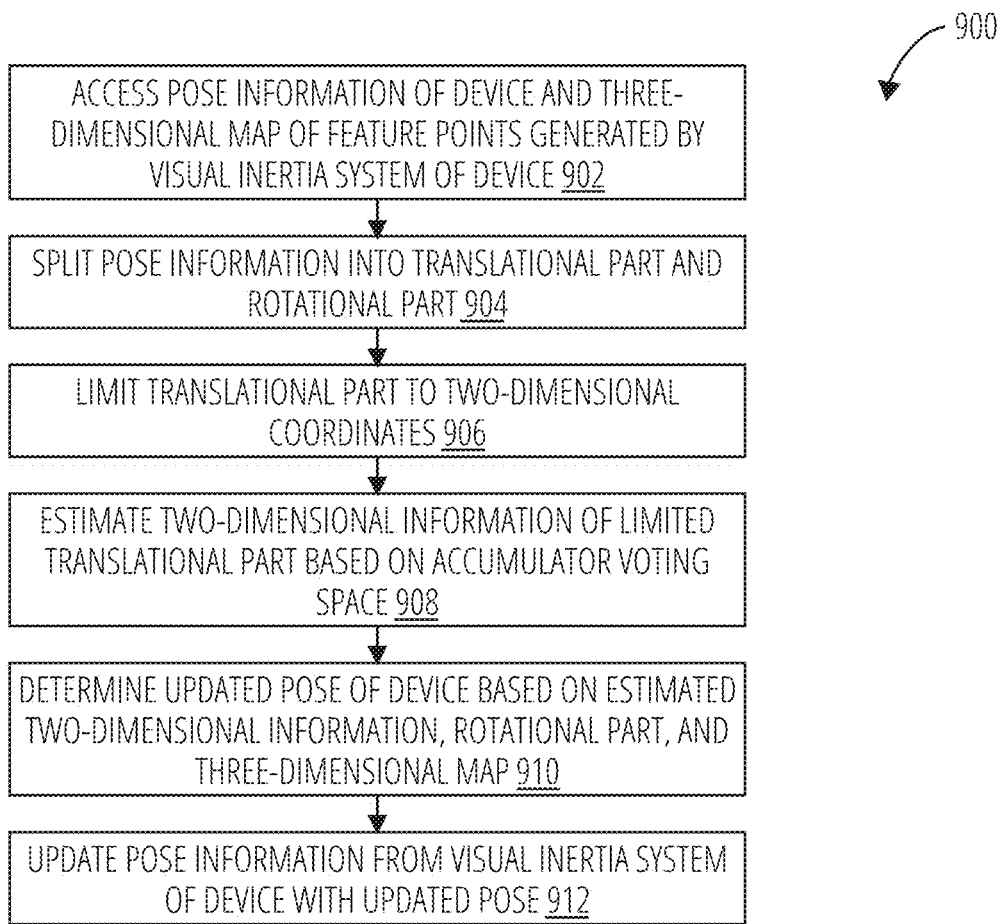 900
ACCESS POSE INFORMATION OF DEVICE AND THREE-
DIMENSIONAL MAP OF FEATURE POINTS GENERATED BY
VISUAL INERTIA SYSTEM OF DEVICE 902
SPLIT POSE INFORMATION INTO TRANSLATIONAL PART AND
ROTATIONAL PART 904
LIMIT TRANSLATIONAL PART TO TWO-DIMENSIONAL
COORDINATES 906
ESTIMATE TWO-DIMENSIONAL INFORMATION OF LIMITED
TRANSLATIONAL PART BASED ON ACCUMULATOR VOTING
SPACE 908
DETERMINE UPDATED POSE OF DEVICE BASED ON ESTIMATED
TWO-DIMENSIONAL INFORMATION, ROTATIONAL PART, AND
THREE-DIMENSIONAL MAP 910
UPDATE POSE INFORMATION FROM VISUAL INERTIA SYSTEM
OF DEVICE WITH UPDATED POSE 912